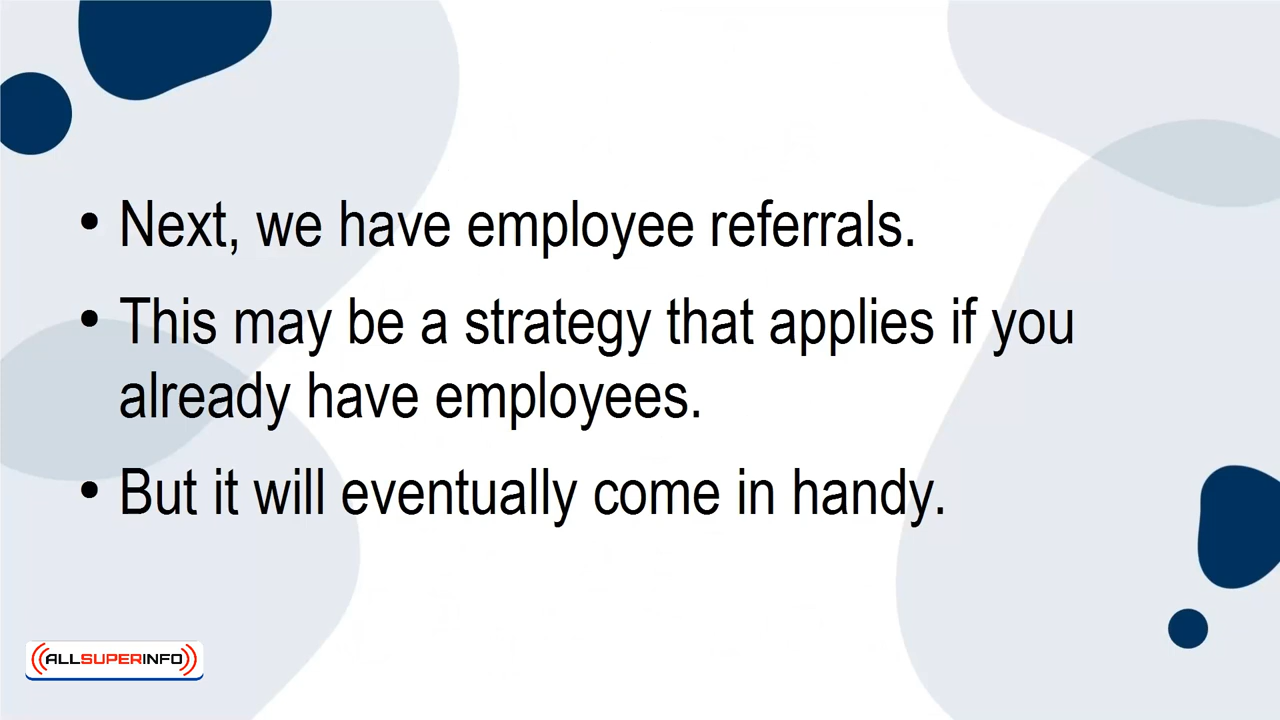 • Next, we have employee referrals.
• This may be a strategy that applies if you
already have employees.
• But it will eventually come in handy.
ALLSUPERINFO